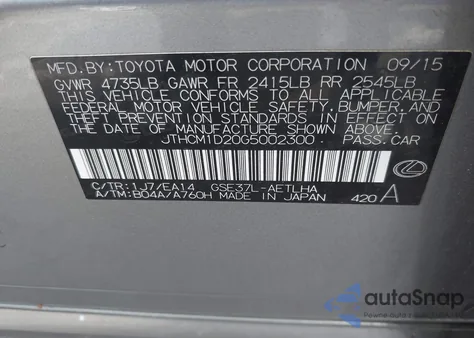 MFD.BY:TOYOTA MOTOR CORPORATION 09/15
GVWR 4735LB GAWR FR 2415LB RR 2545LB
THIS VEHICLE CONFORMS TO ALL APPLICABLE
FEDERAL MOTOR VEHICLE SAFETY,BUMPER,AND
THEFT PREVENTION STANDARDS IN EFFECT ON
THE DATE OF MANUFACTURE SHOWN ABOVE.
JTHCM1D20G5002300 PASS.CAR
C/TR:1J7/EA14 GSE37L-AETLHA
A/TM:B04A/A760H MADE IN JAPAN 420 A
autoSnap